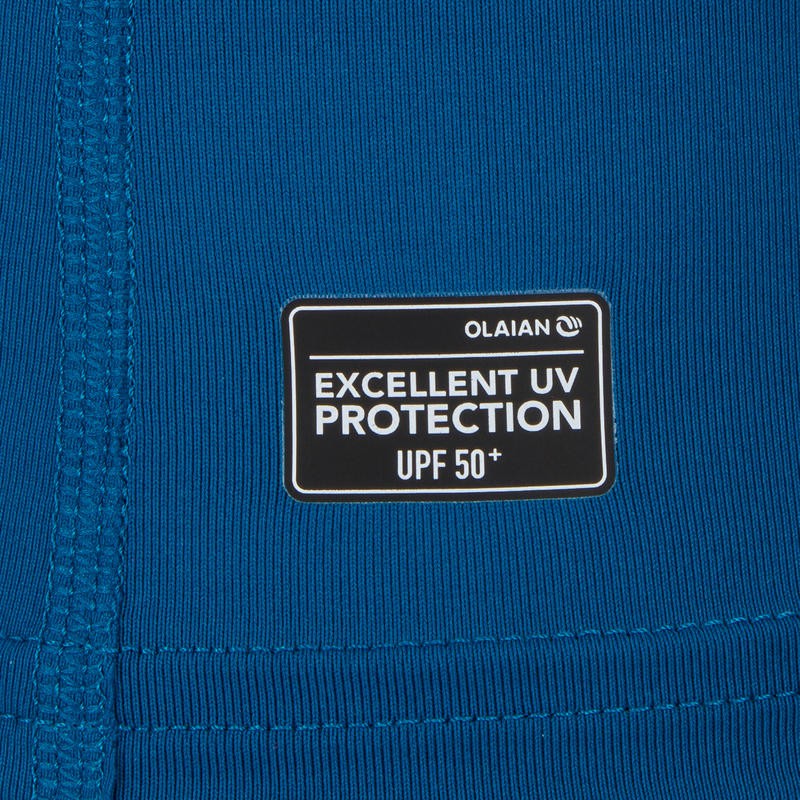 OLAIAN
EXCELLENT UV
PROTECTION
UPF 50+